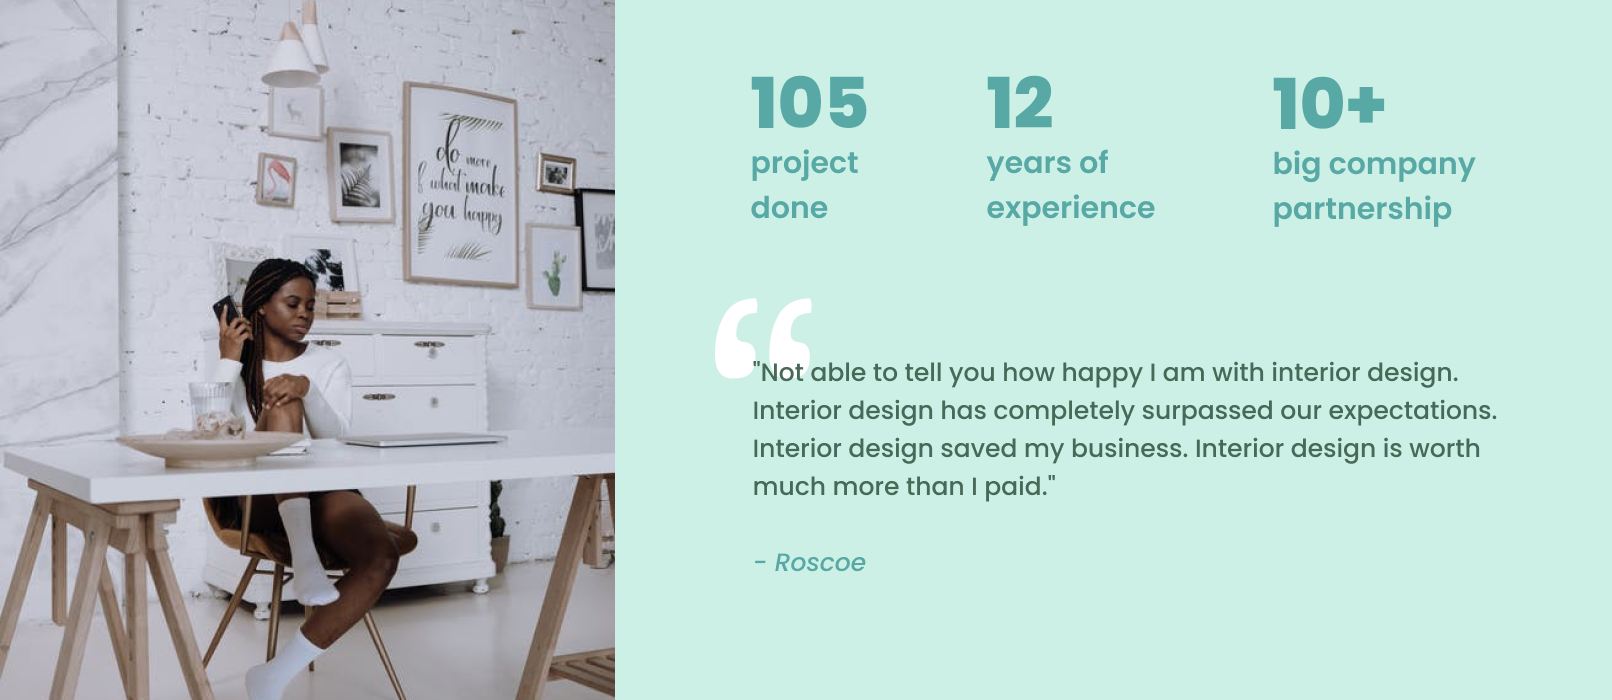 do more
of what make
you happy
105
project
done
12
years of
experience
10+
big company
partnership
“
"Not able to tell you how happy I am with interior design.
Interior design has completely surpassed our expectations.
Interior design saved my business. Interior design is worth
much more than I paid."
- Roscoe